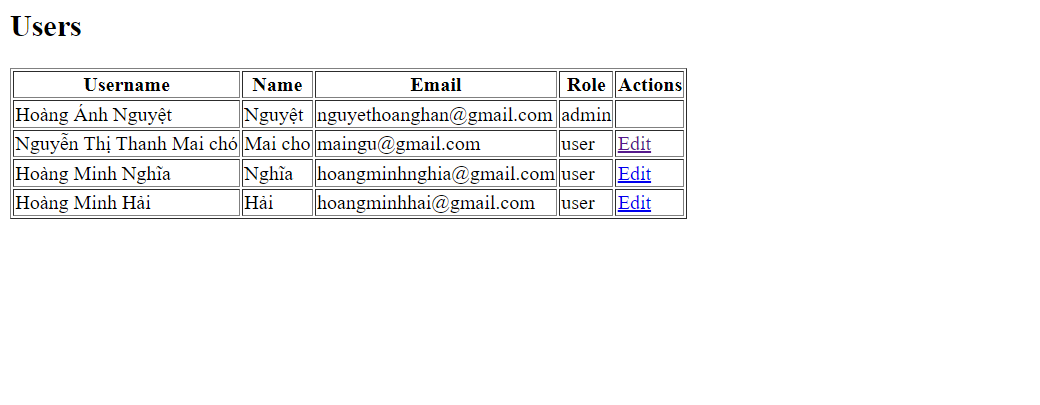 Users
Username Name Email Role Actions
Hoàng Ánh Nguyệt Nguyệt nguyethoanghan@gmail.com admin
Nguyễn Thị Thanh Mai chó Mai cho maingu@gmail.com user Edit
Hoàng Minh Nghĩa Nghĩa hoangminhnghia@gmail.com user Edit
Hoàng Minh Hải Hải hoangminhhai@gmail.com user Edit